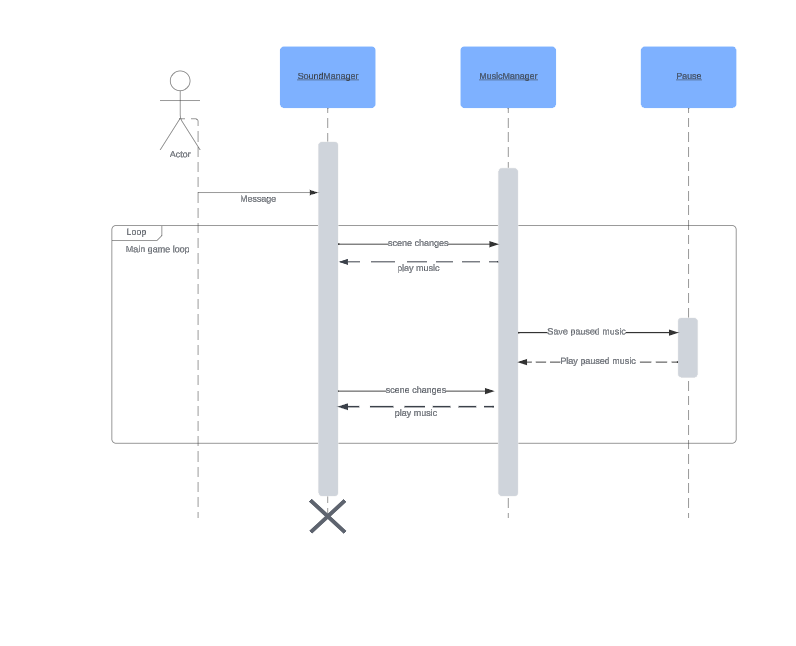 SoundManager
MusicManager
Pause
Actor
Message
Loop
Main game loop
scene changes
play music
Save paused music
Play paused music
scene changes
play music